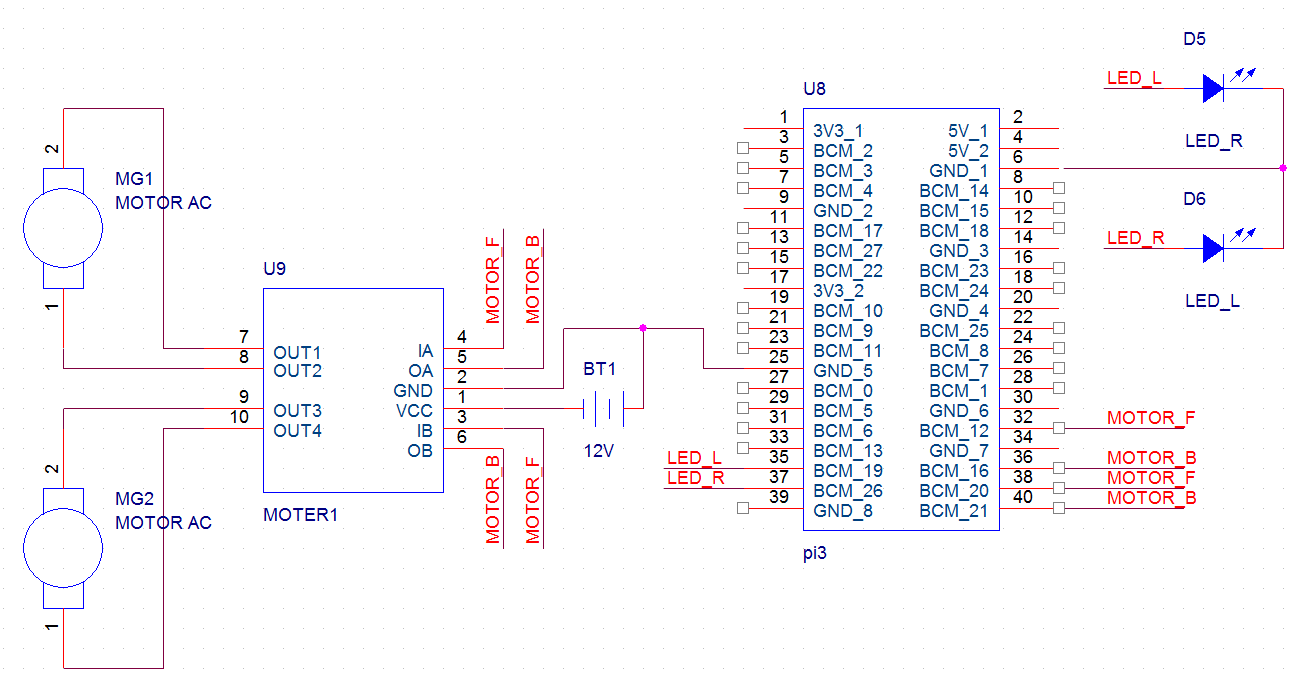 D5
LED_L
LED_R
D6
LED_R
LED_L
U8
1
3
5
7
9
11
13
15
17
19
21
23
25
27
29
31
33
35
37
39
3V3_1
BCM_2
BCM_3
BCM_4
GND_2
BCM_17
BCM_27
BCM_22
3V3_2
BCM_10
BCM_9
BCM_11
GND_5
BCM_0
BCM_5
BCM_6
BCM_13
BCM_19
BCM_26
GND_8
5V_1
5V_2
GND_1
BCM_14
BCM_15
BCM_18
GND_3
BCM_23
BCM_24
GND_4
BCM_25
BCM_8
BCM_7
BCM_1
GND_6
BCM_12
GND_7
BCM_16
BCM_20
BCM_21
2
4
6
8
10
12
14
16
18
20
22
24
26
28
30
32
34
36
38
40
pi3
LED_L
LED_R
MOTOR_F
MOTOR_B
MOTOR_F
MOTOR_B
2
MG1
MOTOR AC
1
2
MG2
MOTOR AC
1
U9
7
8
9
10
OUT1
OUT2
OUT3
OUT4
IA
OA
GND
VCC
IB
OB
4
5
2
1
3
6
MOTER1
MOTOR_F
MOTOR_B
MOTOR_B
MOTOR_F
BT1
12V